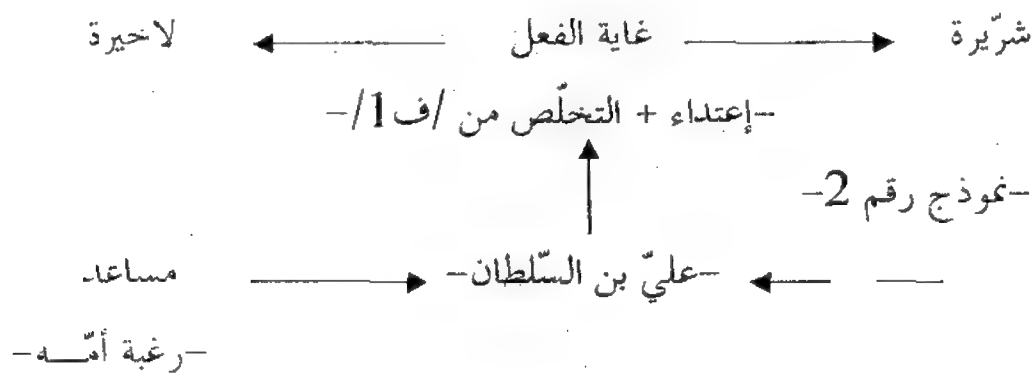 شرّيرة غاية الفعل لاخيرة
-إعتداء + التخلّص من /ف1/-
-نموذج رقم 2-
-عليّ بن السّلطان- مساعد
-رغبة أمّـــه-